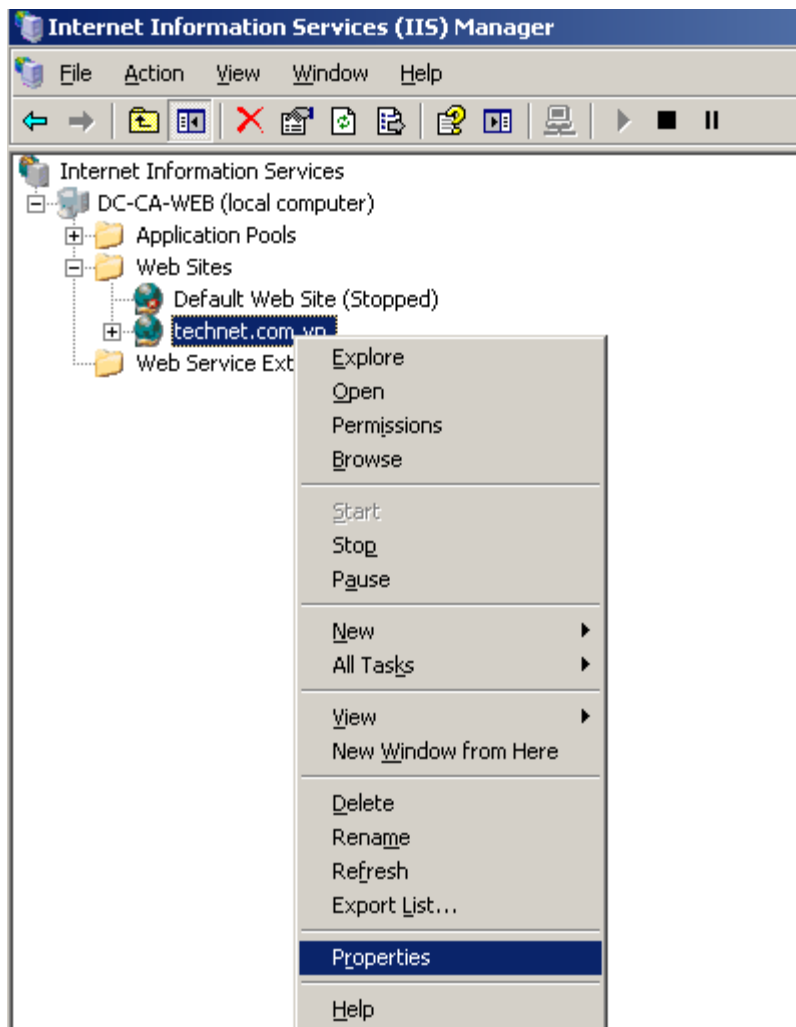 Internet Information Services (IIS) Manager
File Action View Window Help
Internet Information Services
DC-CA-WEB (local computer)
Application Pools
Web Sites
Default Web Site (Stopped)
technet.com.vn
Web Service Ext
Explore
Open
Permissions
Browse
Start
Stop
Pause
New
All Tasks
View
New Window from Here
Delete
Rename
Refresh
Export List...
Properties
Help